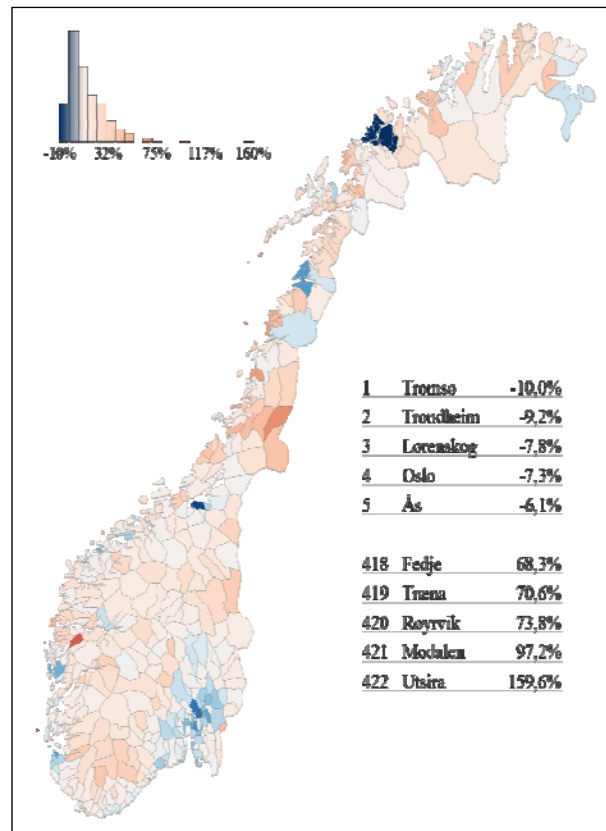 -10% 32% 75% 117% 160%
1 Tromsø -10,0%
2 Trondheim -9,2%
3 Lørenskog -7,8%
4 Oslo -7,3%
5 Ås -6,1%
418 Fedje 68,3%
419 Træna 70,6%
420 Røyrvik 73,8%
421 Modalen 97,2%
422 Utsira 159,6%